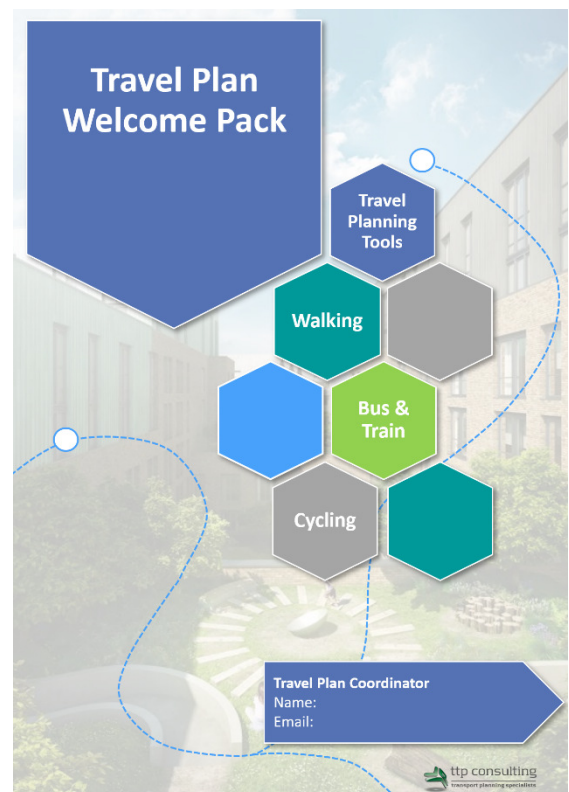 Travel Plan
Welcome Pack
Travel
Planning
Tools
Walking
Bus &
Train
Cycling
Travel Plan Coordinator
Name:
Email:
ttp consulting
transport planning specialists